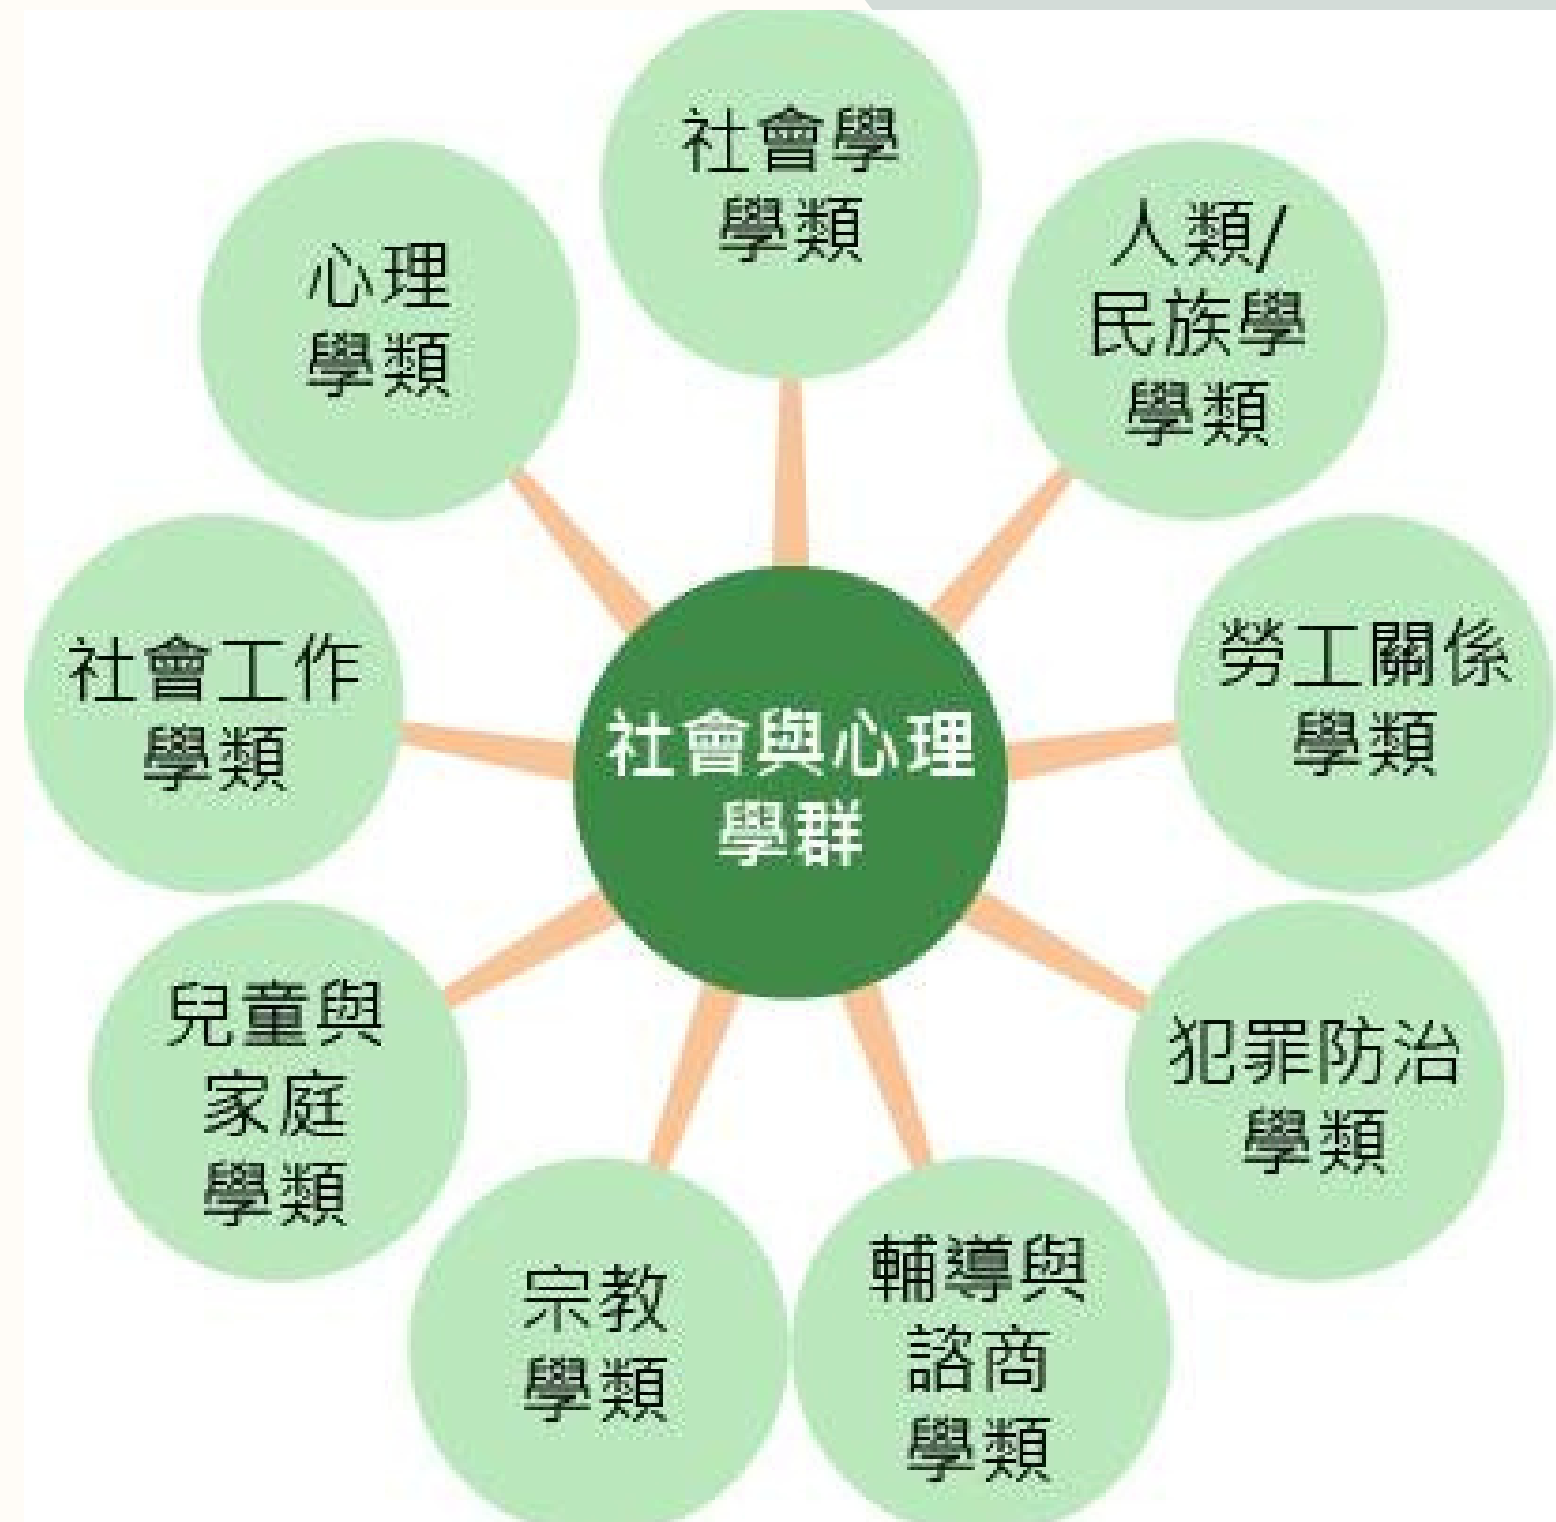 社會學
學類
人類/
民族學
學類
勞工關係
學類
犯罪防治
學類
輔導與
諮商
學類
宗教
學類
兒童與
家庭
學類
社會工作
學類
心理
學類
社會與心理
學群